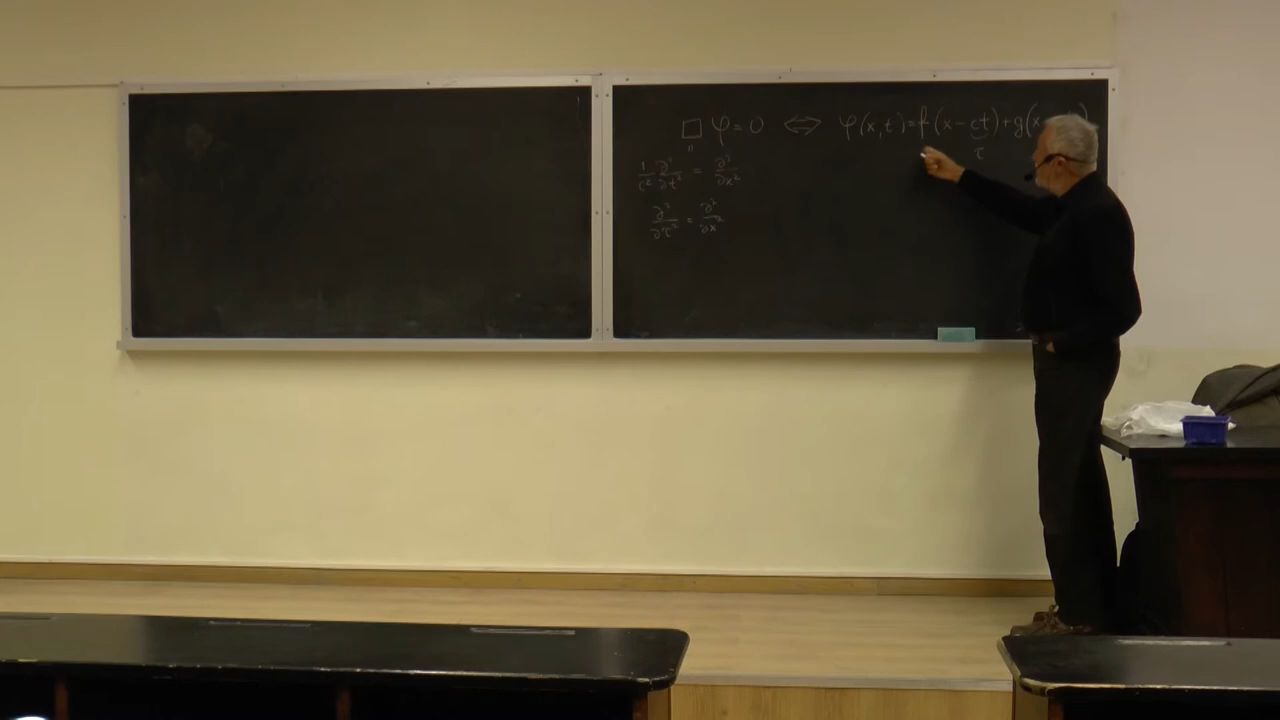 □ φ = 0 ⇔ φ(x,t) = f(x-ct) + g(x
" τ
1/c² ∂²/∂t² = ∂²/∂x²
∂²/∂τ² = ∂²/∂x²